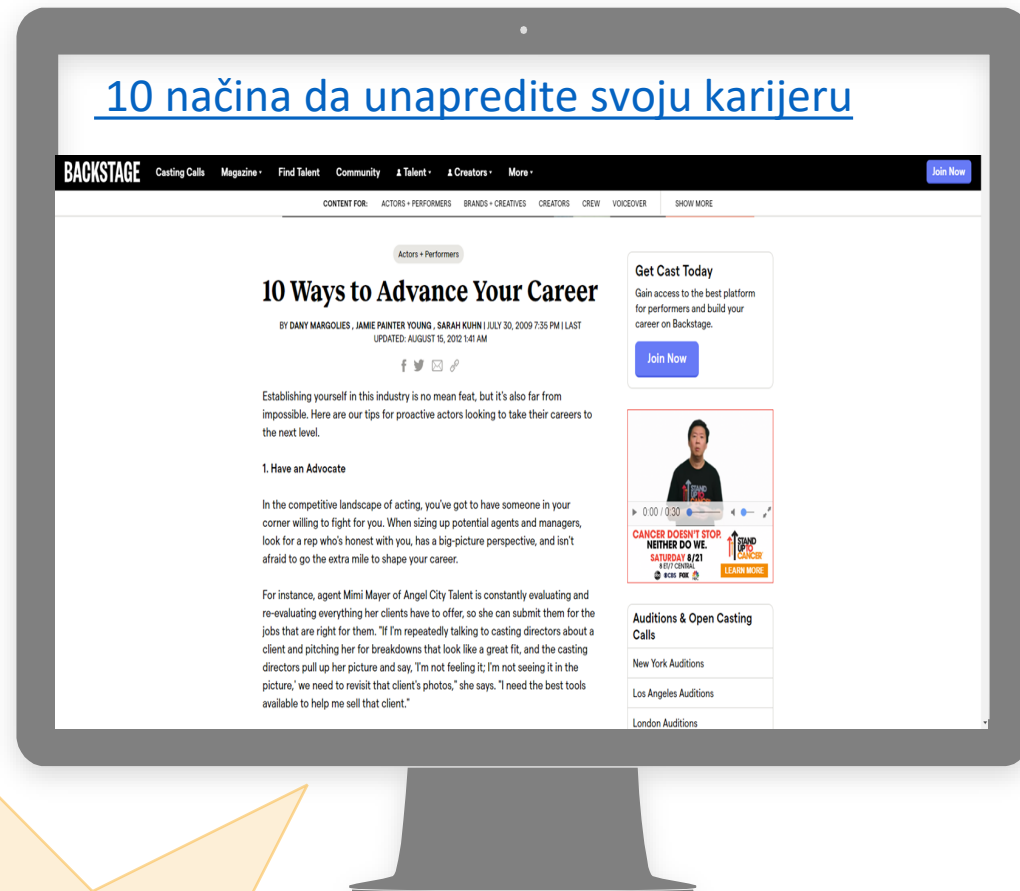 10 načina da unapredite svoju karijeru
BACKSTAGE Casting Calls Magazine Find Talent Community Talent Creators More Join Now
CONTENT FOR: ACTORS + PERFORMERS BRANDS + CREATIVES CREATORS CREW VOICEOVER SHOW MORE
Actors + Performers
10 Ways to Advance Your Career
BY DANY MARGOLIES , JAMIE PAINTER YOUNG , SARAH KUHN | JULY 30, 2009 7:35 PM | LAST
UPDATED: AUGUST 15, 2012 1:41 AM
Establishing yourself in this industry is no mean feat, but it's also far from
impossible. Here are our tips for proactive actors looking to take their careers to
the next level.
1. Have an Advocate
In the competitive landscape of acting, you've got to have someone in your
corner willing to fight for you. When sizing up potential agents and managers,
look for a rep who's honest with you, has a big-picture perspective, and isn't
afraid to go the extra mile to shape your career.
For instance, agent Mimi Mayer of Angel City Talent is constantly evaluating and
re-evaluating everything her clients have to offer, so she can submit them for the
jobs that are right for them. "If I'm repeatedly talking to casting directors about a
client and pitching her for breakdowns that look like a great fit, and the casting
directors pull up her picture and say, 'I'm not feeling it; I'm not seeing it in the
picture,' we need to revisit that client's photos," she says. "I need the best tools
available to help me sell that client."
Get Cast Today
Gain access to the best platform
for performers and build your
career on Backstage.
Join Now
STAND
UP TO
CANCER
0:00 / 0:30
CANCER DOESN'T STOP.
NEITHER DO WE.
SATURDAY 8/21
8 ET/7 CENTRAL
CBS FOX
STAND
UP TO
CANCER
LEARN MORE
Auditions & Open Casting
Calls
New York Auditions
Los Angeles Auditions
London Auditions